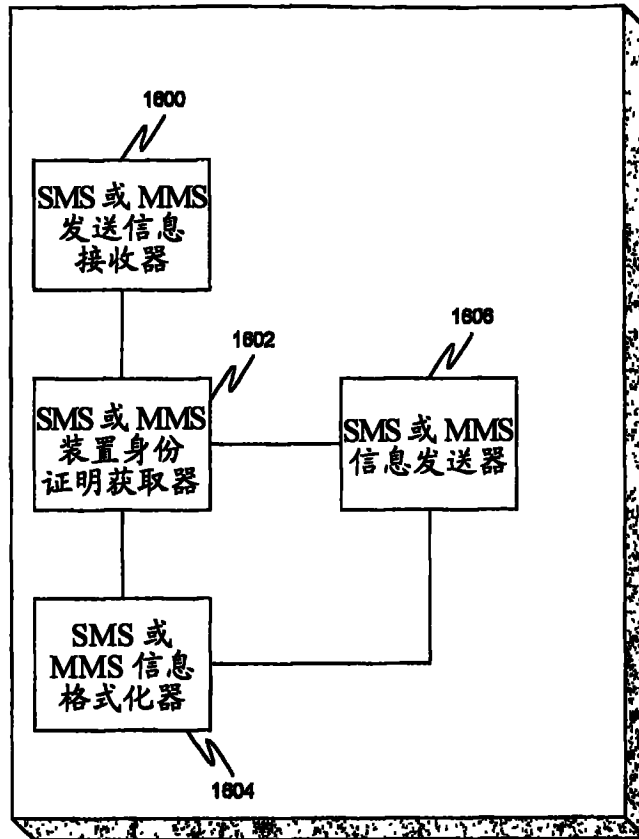 1600
SMS 或 MMS
发送信息
接收器
1602
SMS 或 MMS
装置身份
证明获取器
1606
SMS 或 MMS
信息发送器
SMS 或
MMS 信息
格式化器
1604